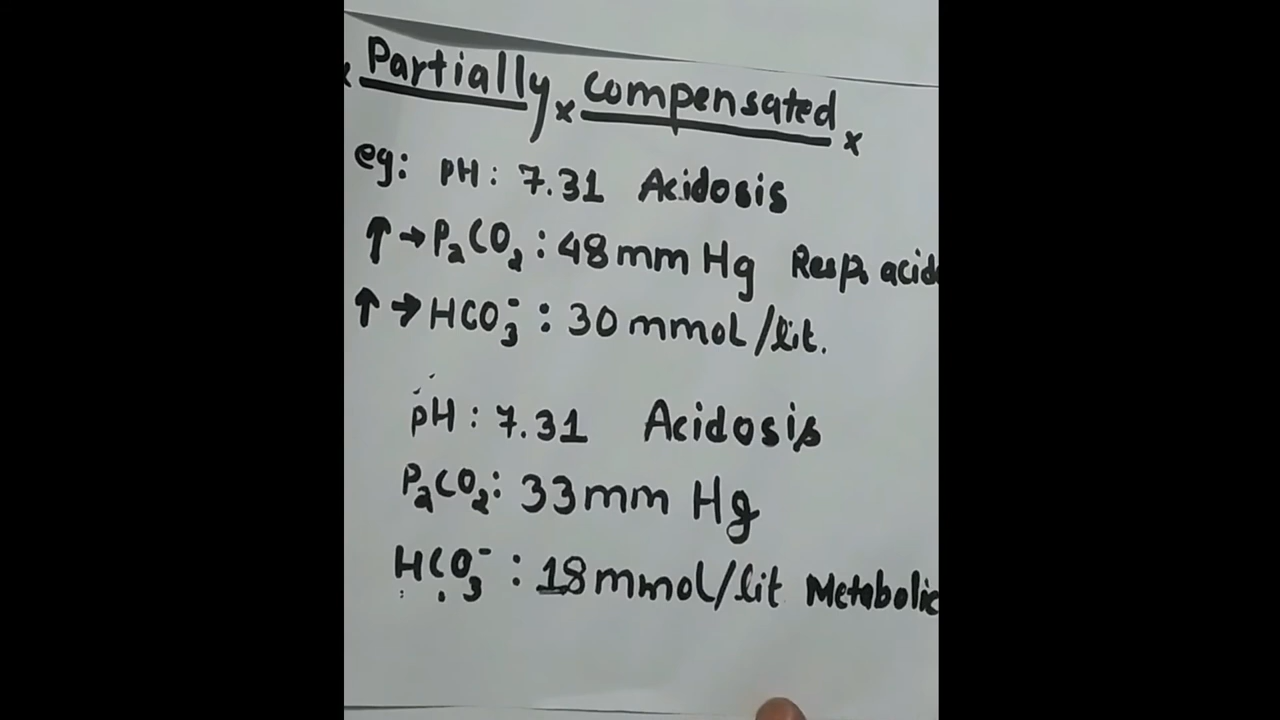 Partially compensated
eg: pH: 7.31 Acidosis
↑ → PaCO2 : 48 mm Hg Resp. acid
↑ → HCO3- : 30 mmol/lit.
pH : 7.31 Acidosis
PaCO2: 33 mm Hg
HCO3- : 18 mmol/lit Metabolic